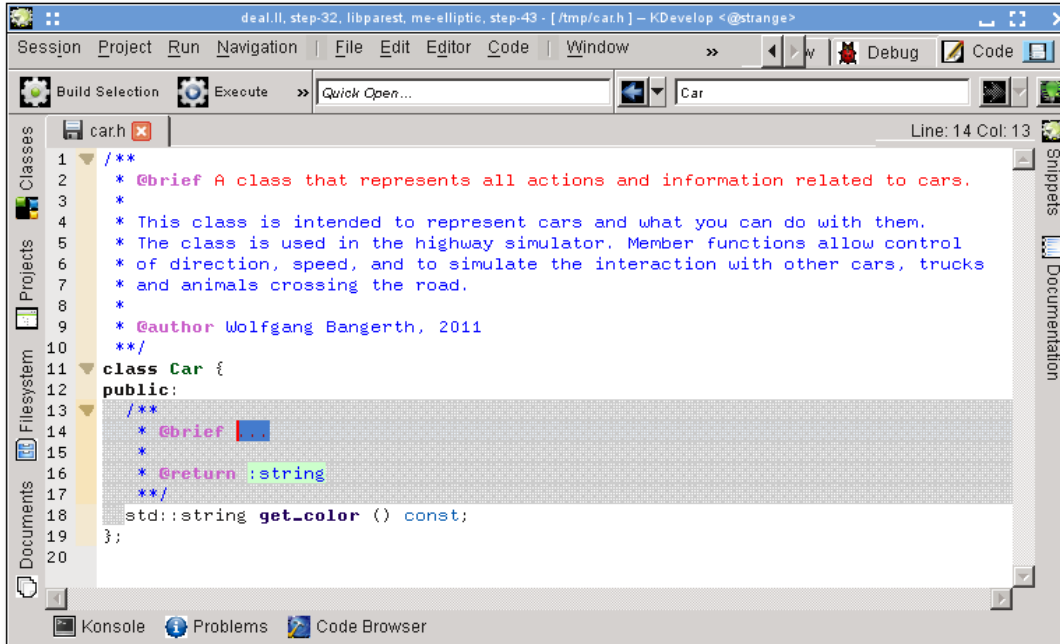 deal.II, step-32, libparest, me-elliptic, step-43 - [ /tmp/car.h ] – KDevelop <@strange>
Session Project Run Navigation | File Edit Editor Code | Window » w Debug Code
Build Selection Execute » Quick Open... Car
car.h Line: 14 Col: 13
1 /**
2 * @brief A class that represents all actions and information related to cars.
3 *
4 * This class is intended to represent cars and what you can do with them.
5 * The class is used in the highway simulator. Member functions allow control
6 * of direction, speed, and to simulate the interaction with other cars, trucks
7 * and animals crossing the road.
8 *
9 * @author Wolfgang Bangerth, 2011
10 **/
11 class Car {
12 public:
13 /**
14 * @brief ...
15 *
16 * @return :string
17 **/
18 std::string get_color () const;
19 };
20
Classes
Projects
Filesystem
Documents
Snippets
Documentation
Konsole Problems Code Browser